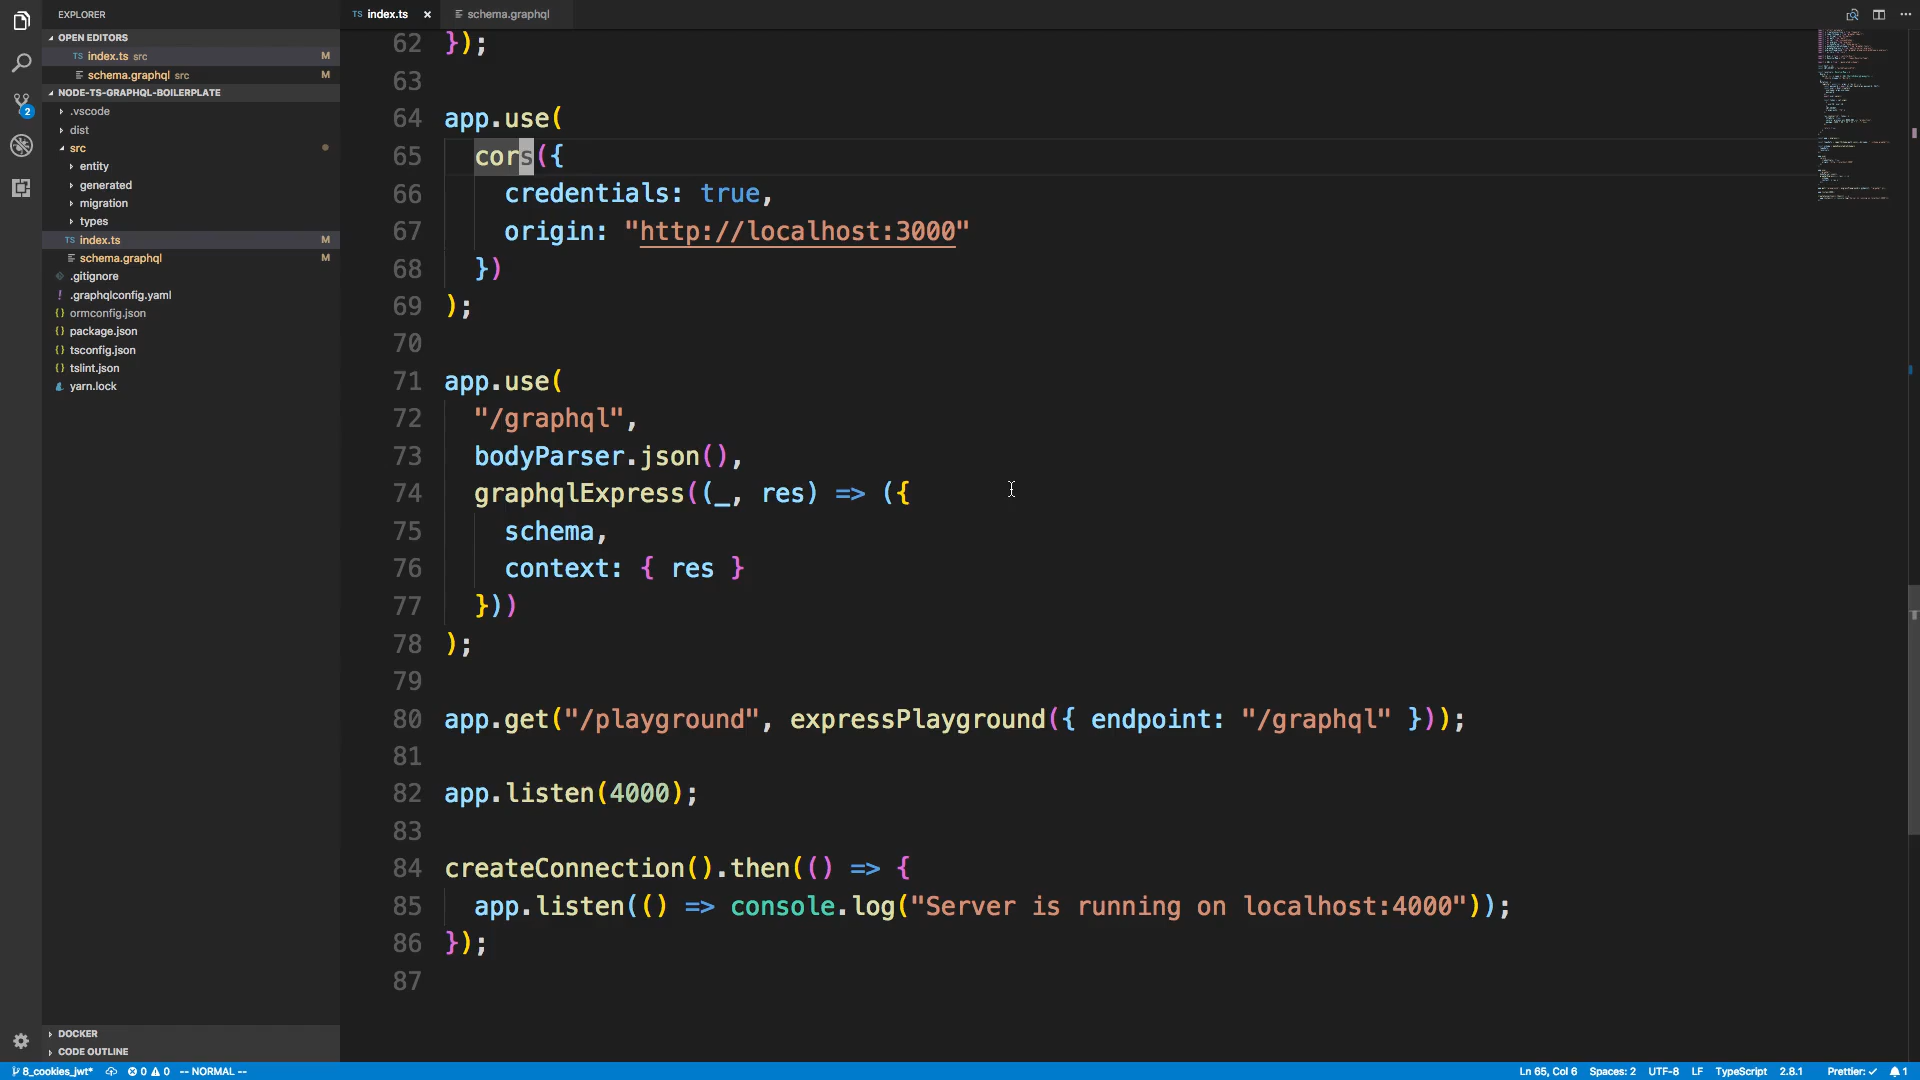 EXPLORER
OPEN EDITORS
TS index.ts src M
schema.graphql src M
NODE-TS-GRAPHQL-BOILERPLATE
.vscode
dist
src
entity
generated
migration
types
TS index.ts M
schema.graphql M
.gitignore
! .graphqlconfig.yaml
{} ormconfig.json
{} package.json
{} tsconfig.json
{} tslint.json
yarn.lock
DOCKER
CODE OUTLINE
2
TS index.ts ×
schema.graphql
62 });
63
64 app.use(
65 cors({
66 credentials: true,
67 origin: "http://localhost:3000"
68 })
69 );
70
71 app.use(
72 "/graphql",
73 bodyParser.json(),
74 graphqlExpress((_, res) => ({
75 schema,
76 context: { res }
77 }))
78 );
79
80 app.get("/playground", expressPlayground({ endpoint: "/graphql" }));
81
82 app.listen(4000);
83
84 createConnection().then(() => {
85 app.listen(() => console.log("Server is running on localhost:4000"));
86 });
87
8_cookies_jwt* 0 0 -- NORMAL -- Ln 65, Col 6 Spaces: 2 UTF-8 LF TypeScript 2.8.1 Prettier: ✓ 1